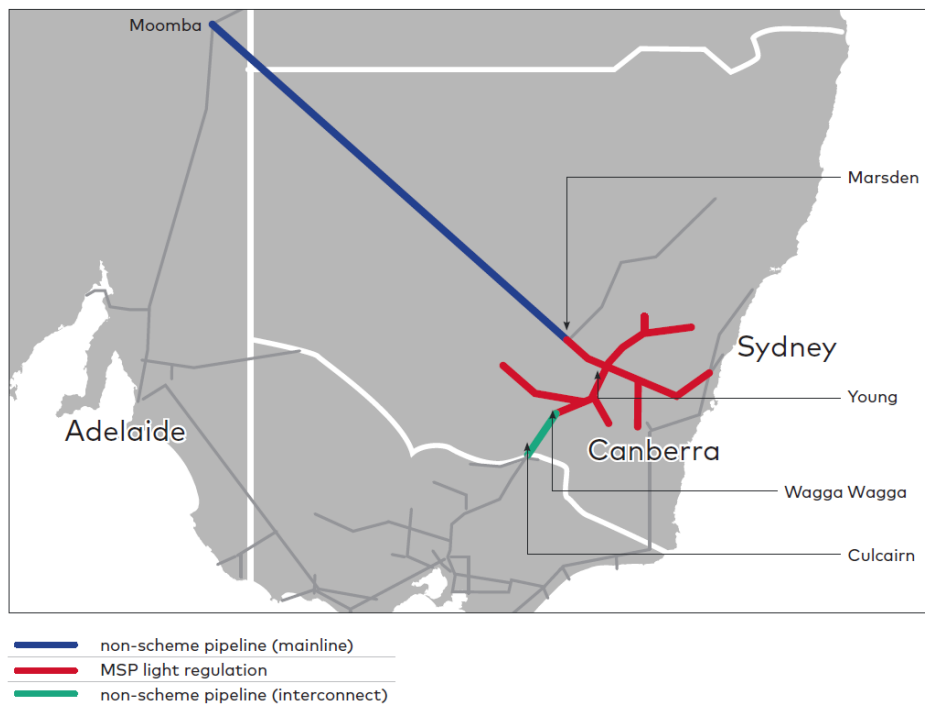 Moomba
Marsden
Sydney
Young
Adelaide
Canberra
Wagga Wagga
Culcairn
non-scheme pipeline (mainline)
MSP light regulation
non-scheme pipeline (interconnect)